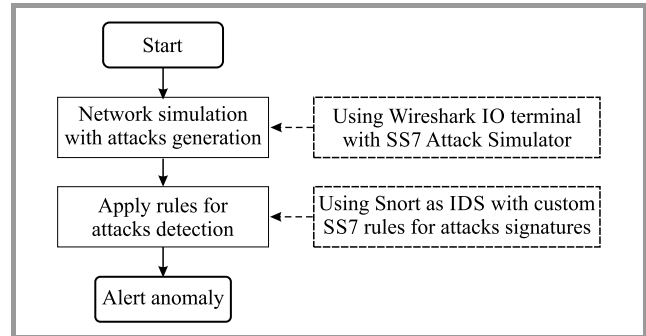 Start
Network simulation
with attacks generation
Using Wireshark IO terminal
with SS7 Attack Simulator
Apply rules for
attacks detection
Using Snort as IDS with custom
SS7 rules for attacks signatures
Alert anomaly